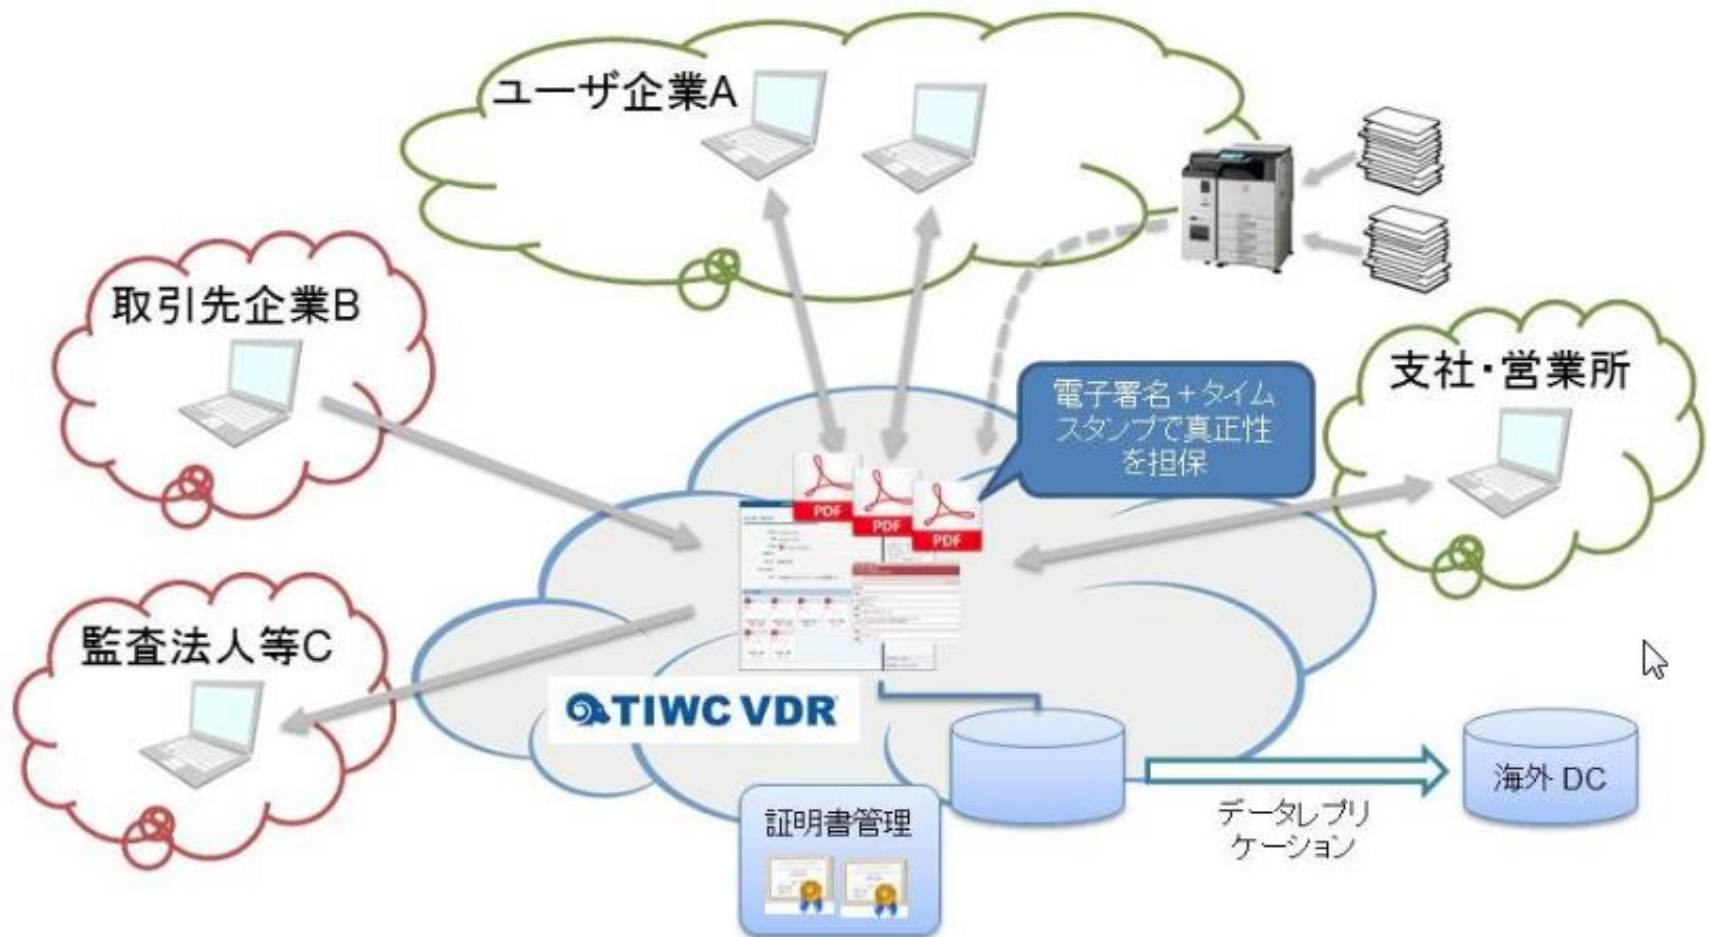 ユーザ企業A
取引先企業B
支社・営業所
電子署名+タイム
スタンプで真正性
を担保
PDF
PDF
PDF
監査法人等C
TIWC VDR
海外 DC
データレプリ
ケーション
証明書管理